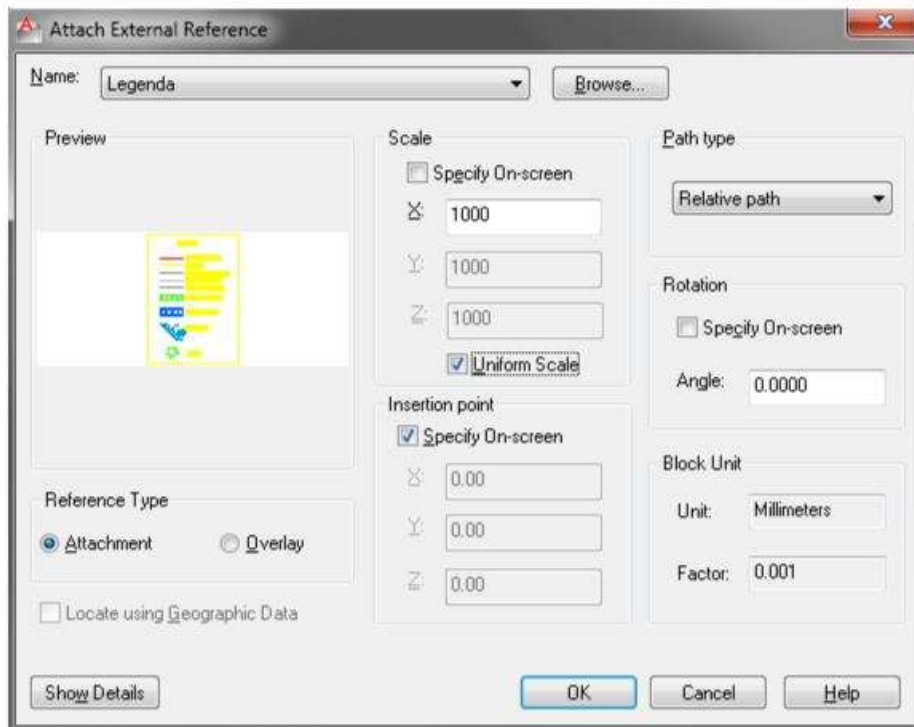 Attach External Reference
Name: Legenda Browse...
Preview
Scale
Specify On-screen
X: 1000
Y: 1000
Z: 1000
Uniform Scale
Path type
Relative path
Rotation
Specify On-screen
Angle: 0.0000
Insertion point
Specify On-screen
X: 0.00
Y: 0.00
Z: 0.00
Block Unit
Unit: Millimeters
Factor: 0.001
Reference Type
Attachment Overlay
Locate using Geographic Data
Show Details OK Cancel Help